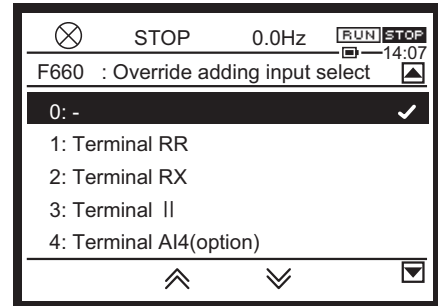 STOP 0.0Hz RUN STOP
14:07
F660 : Override adding input select
0: -
1: Terminal RR
2: Terminal RX
3: Terminal II
4: Terminal AI4(option)